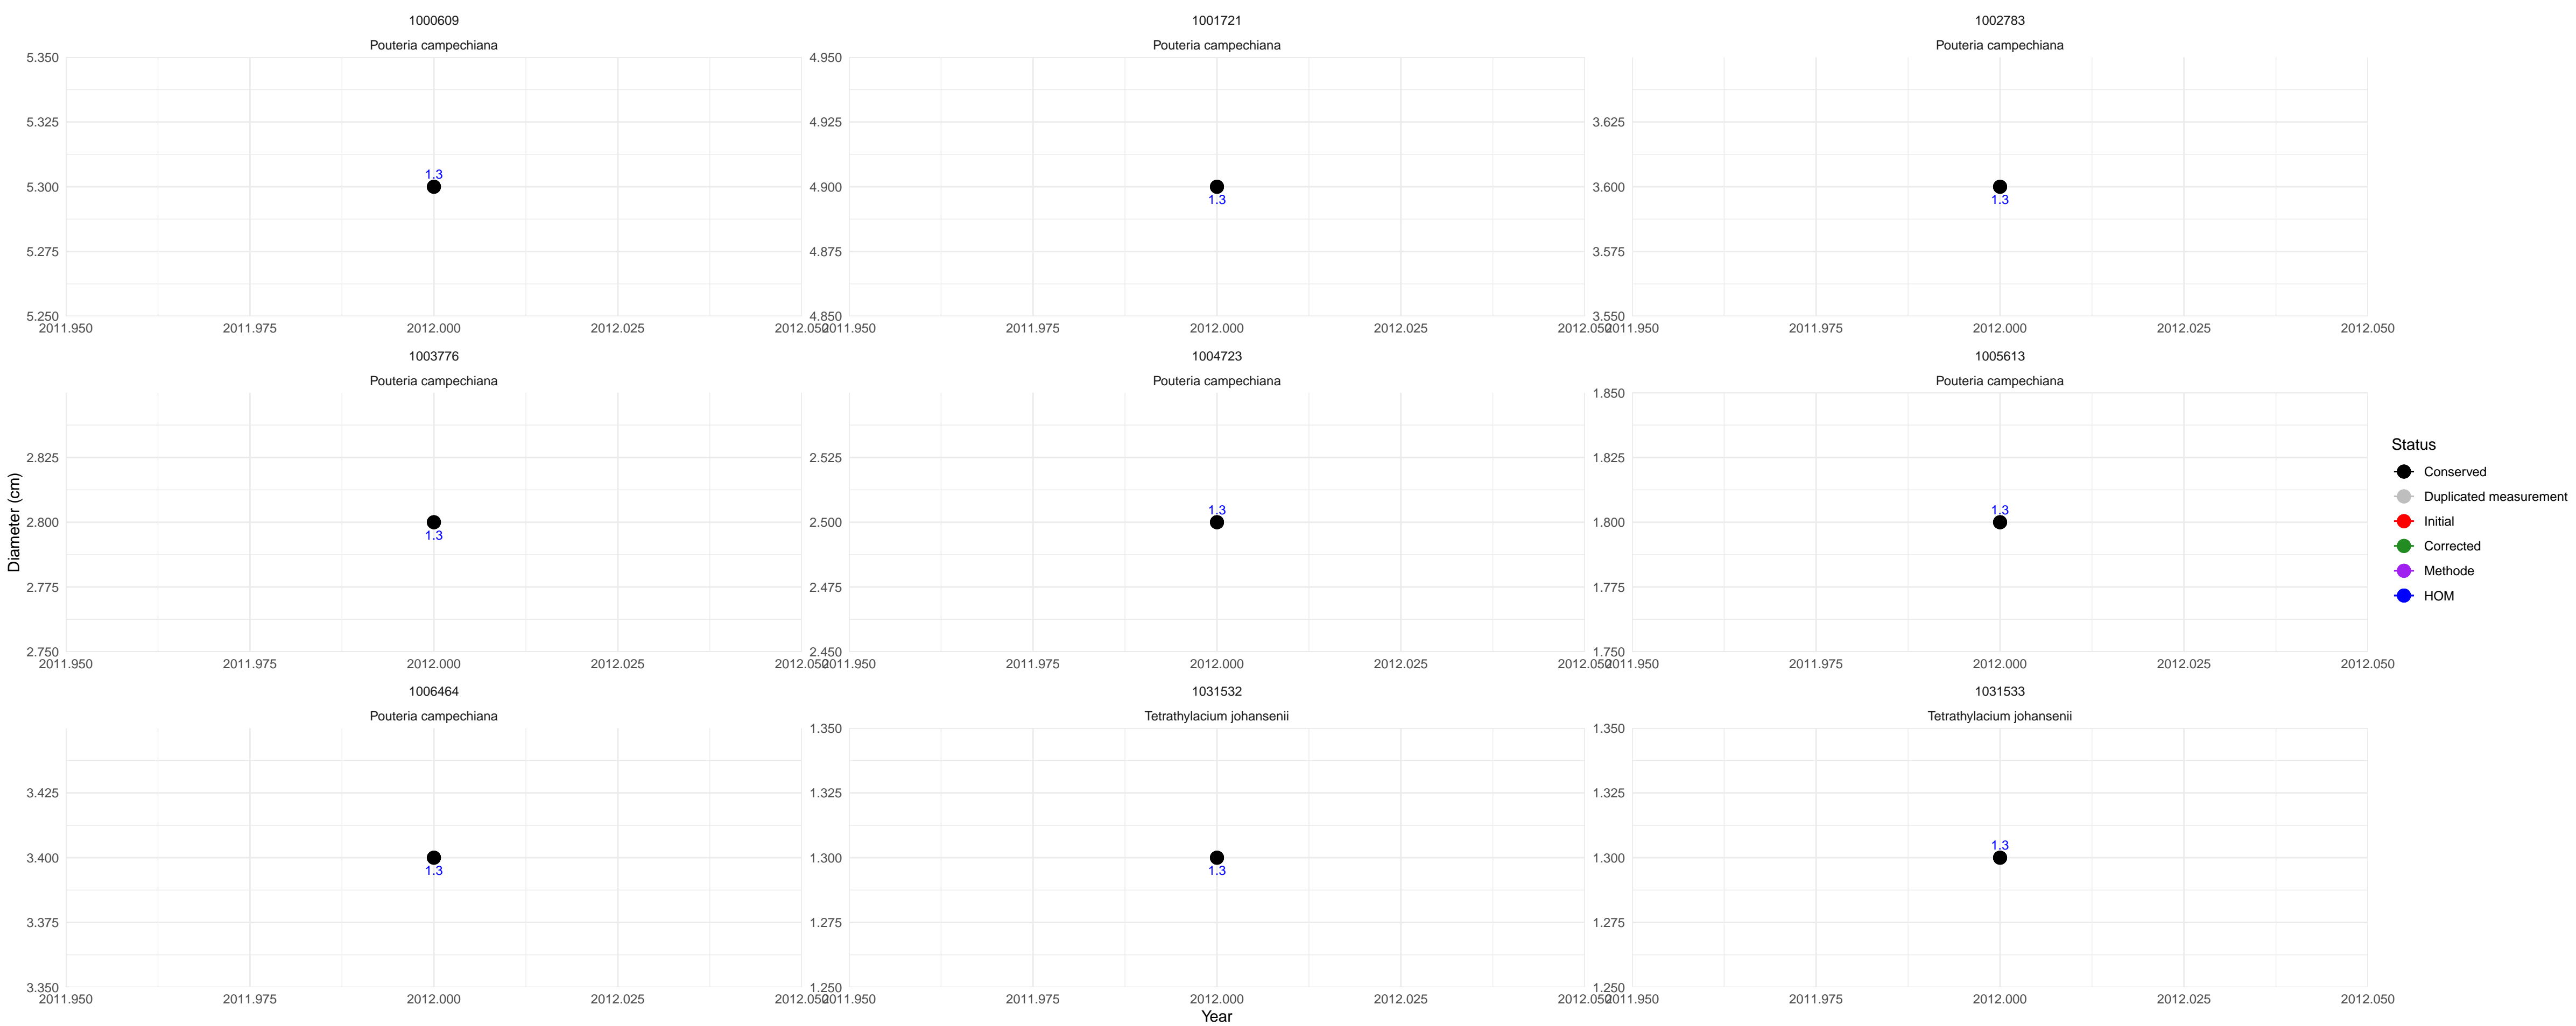 1000609
Pouteria campechiana
5.350
5.325
5.300
5.275
5.250
1.3
2011.950 2011.975 2012.000 2012.025 2012.050
1001721
Pouteria campechiana
4.950
4.925
4.900
4.875
4.850
1.3
2011.950 2011.975 2012.000 2012.025 2012.050
1002783
Pouteria campechiana
3.625
3.600
3.575
3.550
1.3
2011.950 2011.975 2012.000 2012.025 2012.050
1003776
Pouteria campechiana
2.825
2.800
2.775
2.750
1.3
2011.950 2011.975 2012.000 2012.025 2012.050
1004723
Pouteria campechiana
2.525
2.500
2.475
2.450
1.3
2011.950 2011.975 2012.000 2012.025 2012.050
1005613
Pouteria campechiana
1.850
1.825
1.800
1.775
1.750
1.3
2011.950 2011.975 2012.000 2012.025 2012.050
1006464
Pouteria campechiana
3.425
3.400
3.375
3.350
1.3
2011.950 2011.975 2012.000 2012.025 2012.050
1031532
Tetrathylacium johansenii
1.350
1.325
1.300
1.275
1.250
1.3
2011.950 2011.975 2012.000 2012.025 2012.050
1031533
Tetrathylacium johansenii
1.350
1.325
1.300
1.275
1.250
1.3
2011.950 2011.975 2012.000 2012.025 2012.050
Diameter (cm)
Year
Status
Conserved
Duplicated measurement
Initial
Corrected
Methode
HOM